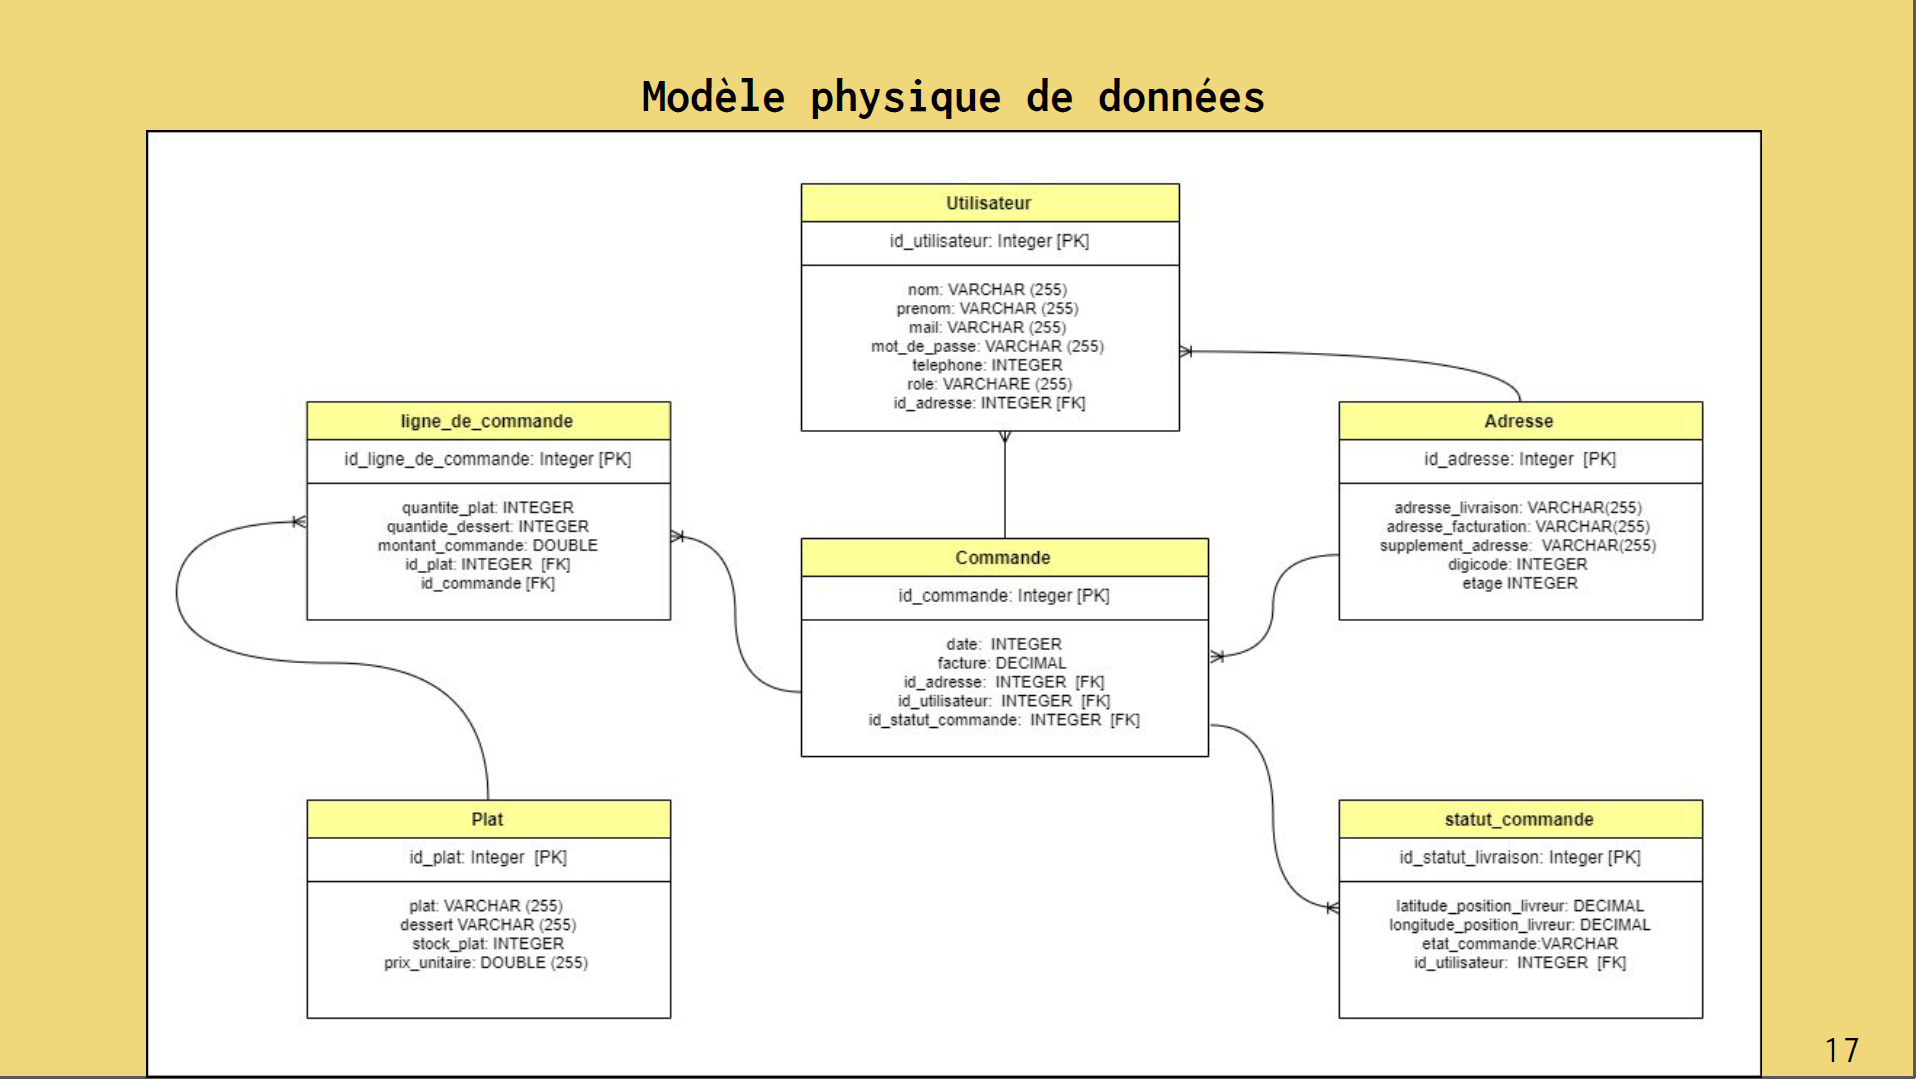 Modèle physique de données
Utilisateur
id_utilisateur: Integer [PK]
nom: VARCHAR (255)
prenom: VARCHAR (255)
mail: VARCHAR (255)
mot_de_passe: VARCHAR (255)
telephone: INTEGER
role: VARCHARE (255)
id_adresse: INTEGER [FK]
ligne_de_commande
id_ligne_de_commande: Integer [PK]
quantite_plat: INTEGER
quantide_dessert: INTEGER
montant_commande: DOUBLE
id_plat: INTEGER [FK]
id_commande [FK]
Adresse
id_adresse: Integer [PK]
adresse_livraison: VARCHAR(255)
adresse_facturation: VARCHAR(255)
supplement_adresse: VARCHAR(255)
digicode: INTEGER
etage INTEGER
Commande
id_commande: Integer [PK]
date: INTEGER
facture: DECIMAL
id_adresse: INTEGER [FK]
id_utilisateur: INTEGER [FK]
id_statut_commande: INTEGER [FK]
Plat
id_plat: Integer [PK]
plat: VARCHAR (255)
dessert VARCHAR (255)
stock_plat: INTEGER
prix_unitaire: DOUBLE (255)
statut_commande
id_statut_livraison: Integer [PK]
latitude_position_livreur: DECIMAL
longitude_position_livreur: DECIMAL
etat_commande:VARCHAR
id_utilisateur: INTEGER [FK]
17